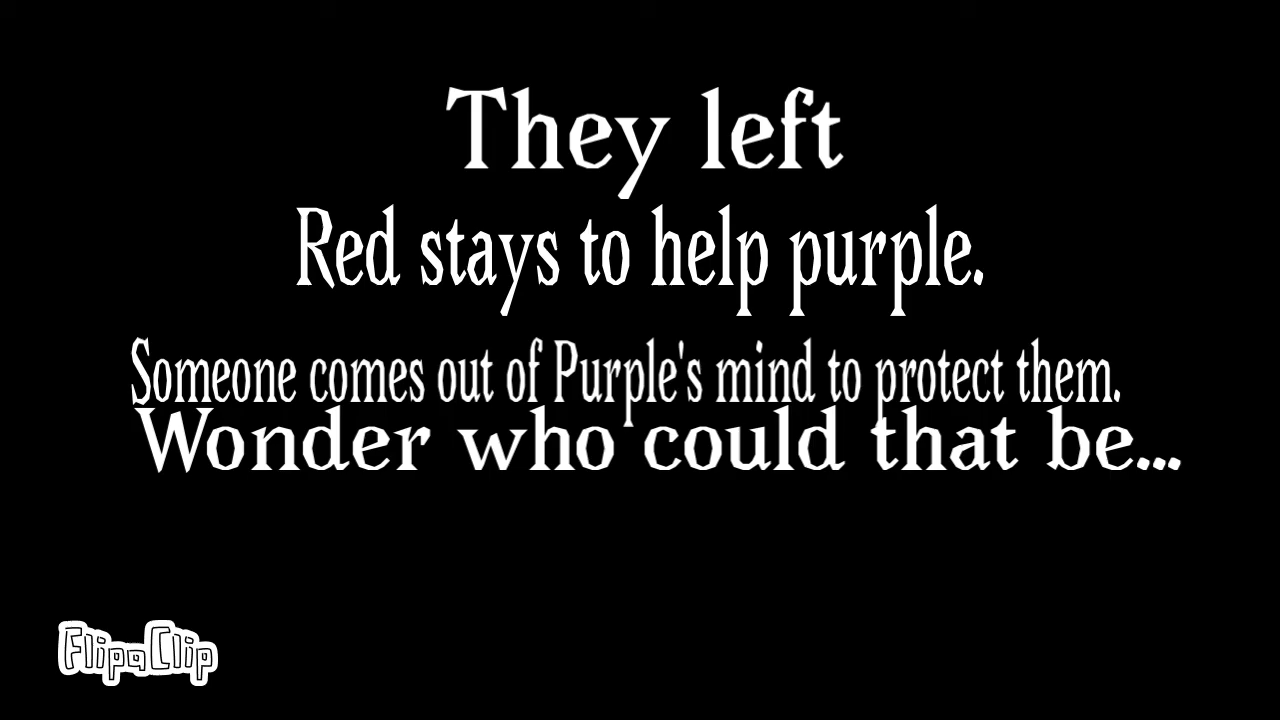 They left
Red stays to help purple.
Someone comes out of Purple's mind to protect them.
Wonder who could that be...
FlipaClip